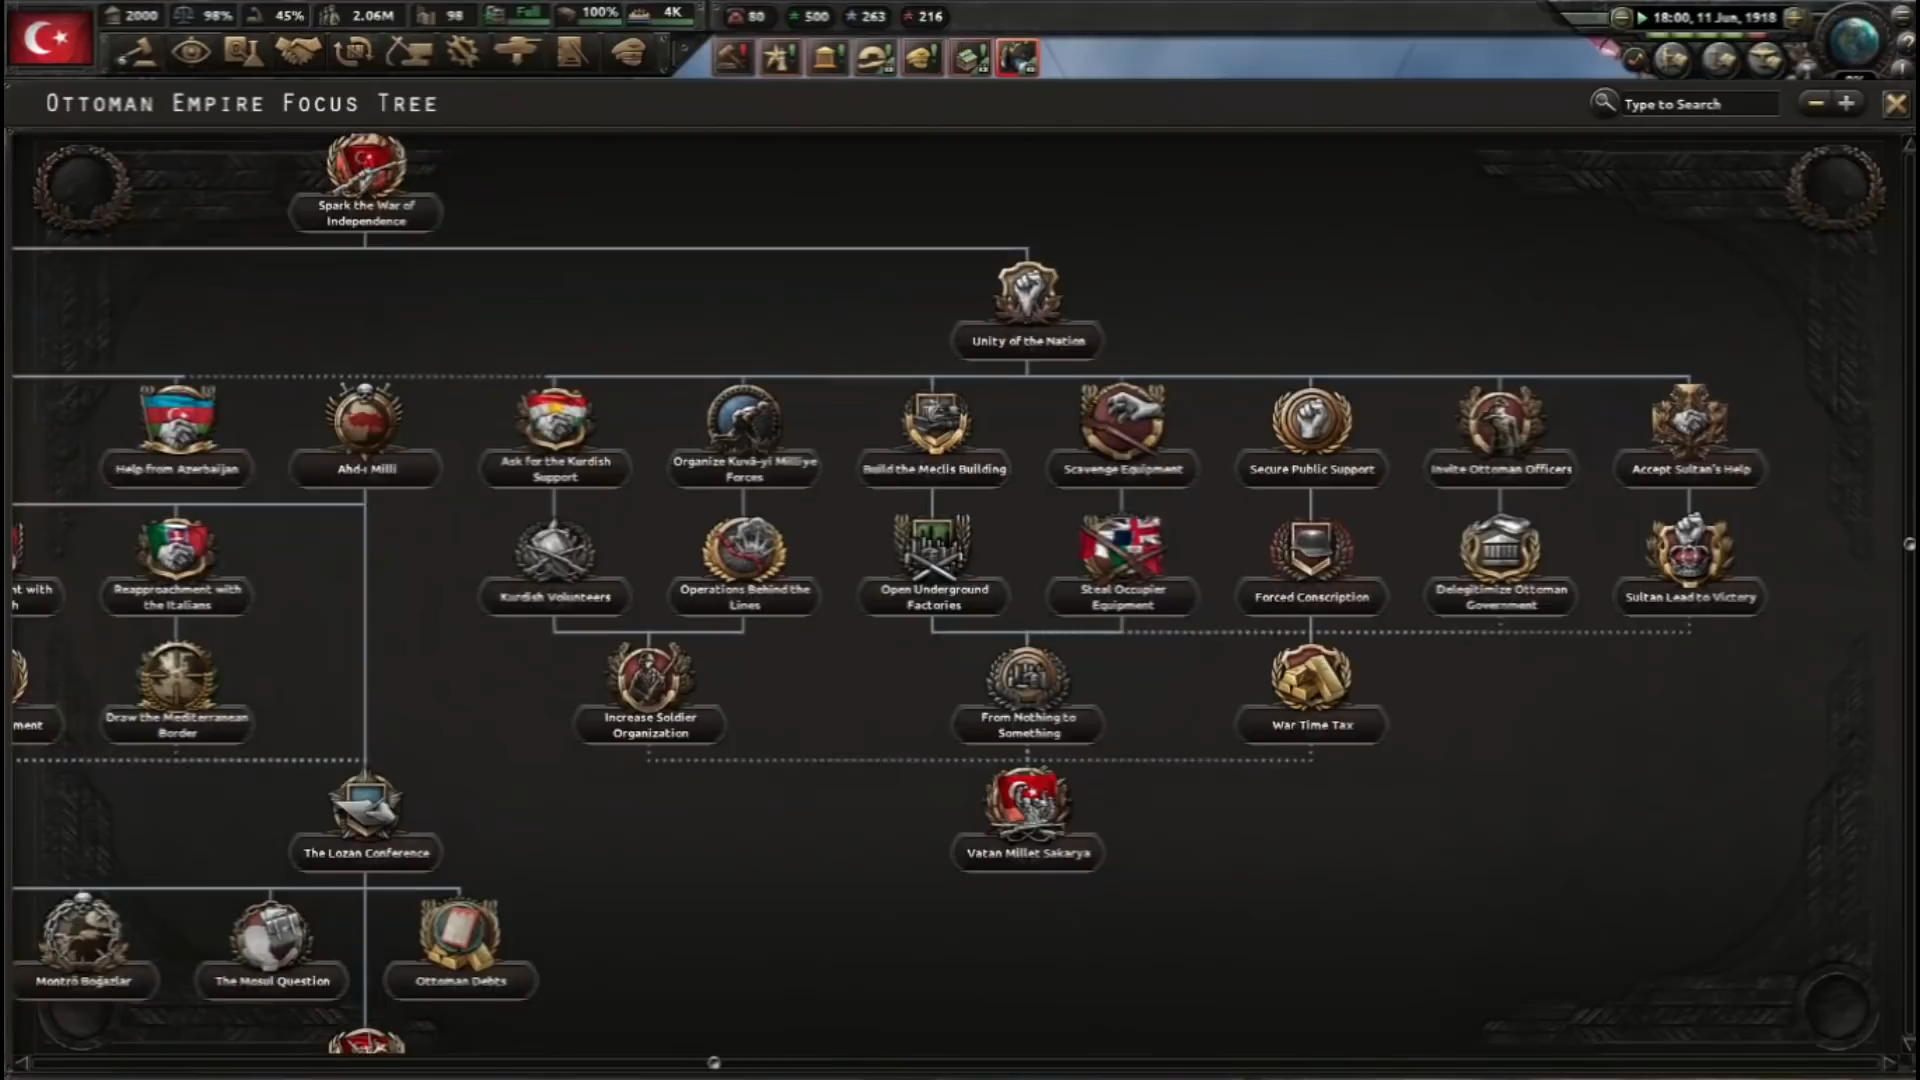 2000 98% 45% 2.06M 98 Full 100% 4K 80 500 263 216 18:00, 11 Jun, 1918
Ottoman Empire Focus Tree
Type to Search
Spark the War of
Independence
Unity of the Nation
Help from Azerbaijan
Ahd-ı Milli
Ask for the Kurdish
Support
Organize Kuvâ-yi Milliye
Forces
Build the Meclis Building
Scavenge Equipment
Secure Public Support
Invite Ottoman Officers
Accept Sultan's Help
nt with
h
Reapproachment with
the Italians
Kurdish Volunteers
Operations Behind the
Lines
Open Underground
Factories
Steal Occupier
Equipment
Forced Conscription
Delegitimize Ottoman
Government
Sultan Lead to Victory
ment
Draw the Mediterranean
Border
Increase Soldier
Organization
From Nothing to
Something
War Time Tax
The Lozan Conference
Vatan Millet Sakarya
Montrö Boğazlar
The Mosul Question
Ottoman Debts